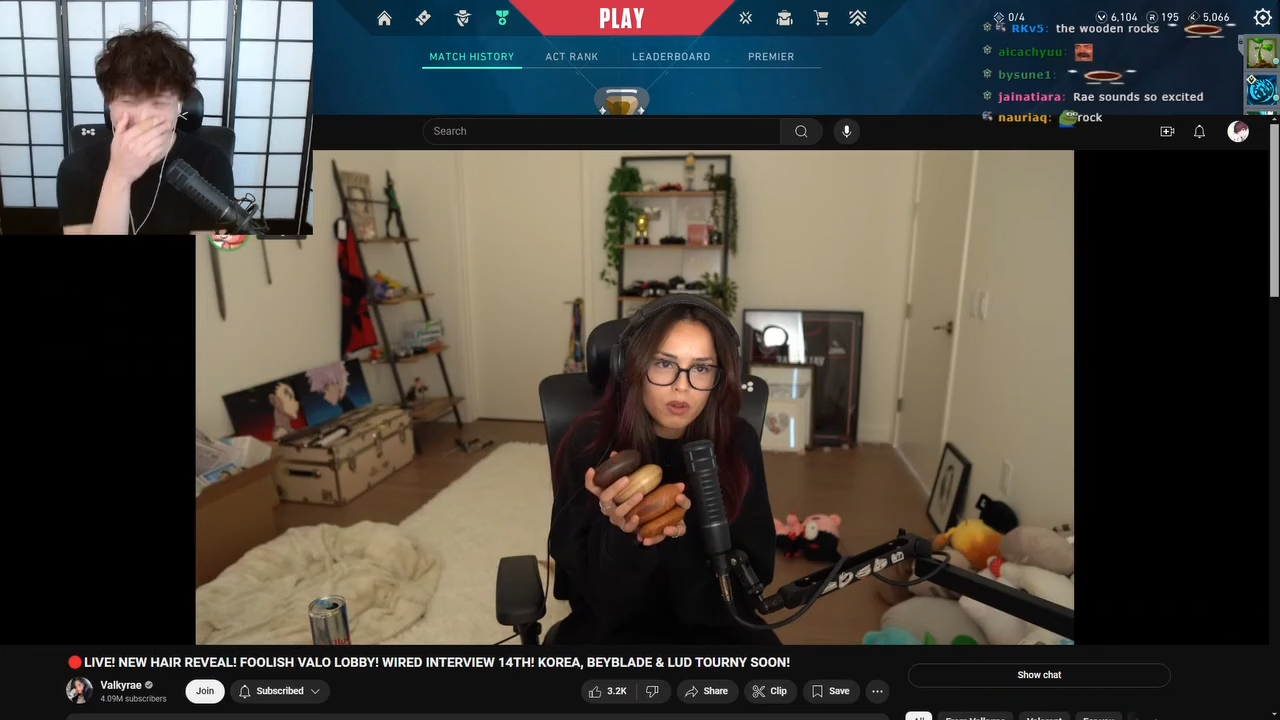 PLAY
0/4
6,104
195
5,066
MATCH HISTORY
ACT RANK
LEADERBOARD
PREMIER
RKv5: the wooden rocks
aicachyuu:
bysune1:
jainatiara: Rae sounds so excited
nauriaq: rock
Search
LIVE! NEW HAIR REVEAL! FOOLISH VALO LOBBY! WIRED INTERVIEW 14TH! KOREA, BEYBLADE & LUD TOURNY SOON!
Valkyrae
4.09M subscribers
Join
Subscribed
3.2K
Share
Clip
Save
Show chat
All
From Valkyrae
Valorant